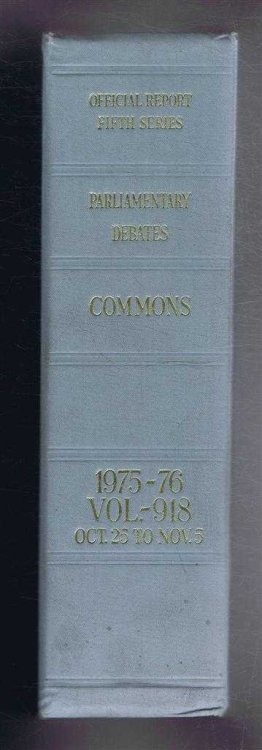 OFFICIAL REPORT
FIFTH SERIES
PARLIAMENTARY
DEBATES
COMMONS
1975-76
VOL.-918
OCT. 25 TO NOV. 5